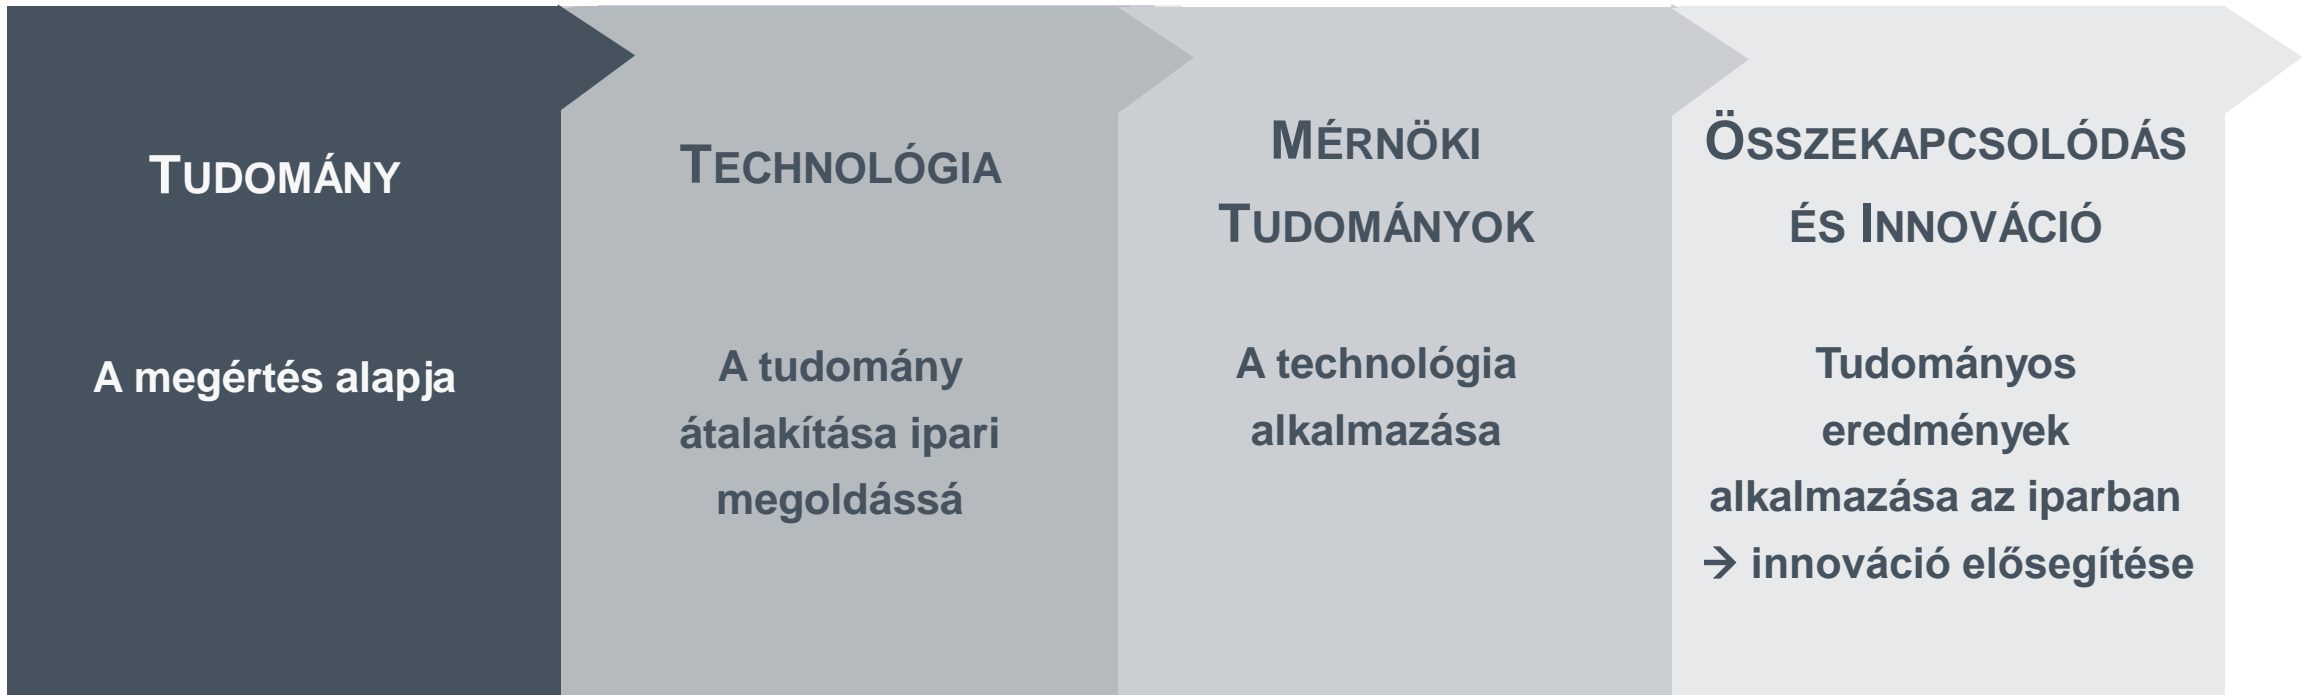 TUDOMÁNY
A megértés alapja
TECHNOLÓGIA
A tudomány
átalakítása ipari
megoldássá
MÉRNÖKI
TUDOMÁNYOK
A technológia
alkalmazása
ÖSSZEKAPCSOLÓDÁS
ÉS INNOVÁCIÓ
Tudományos
eredmények
alkalmazása az iparban
→ innováció elősegítése